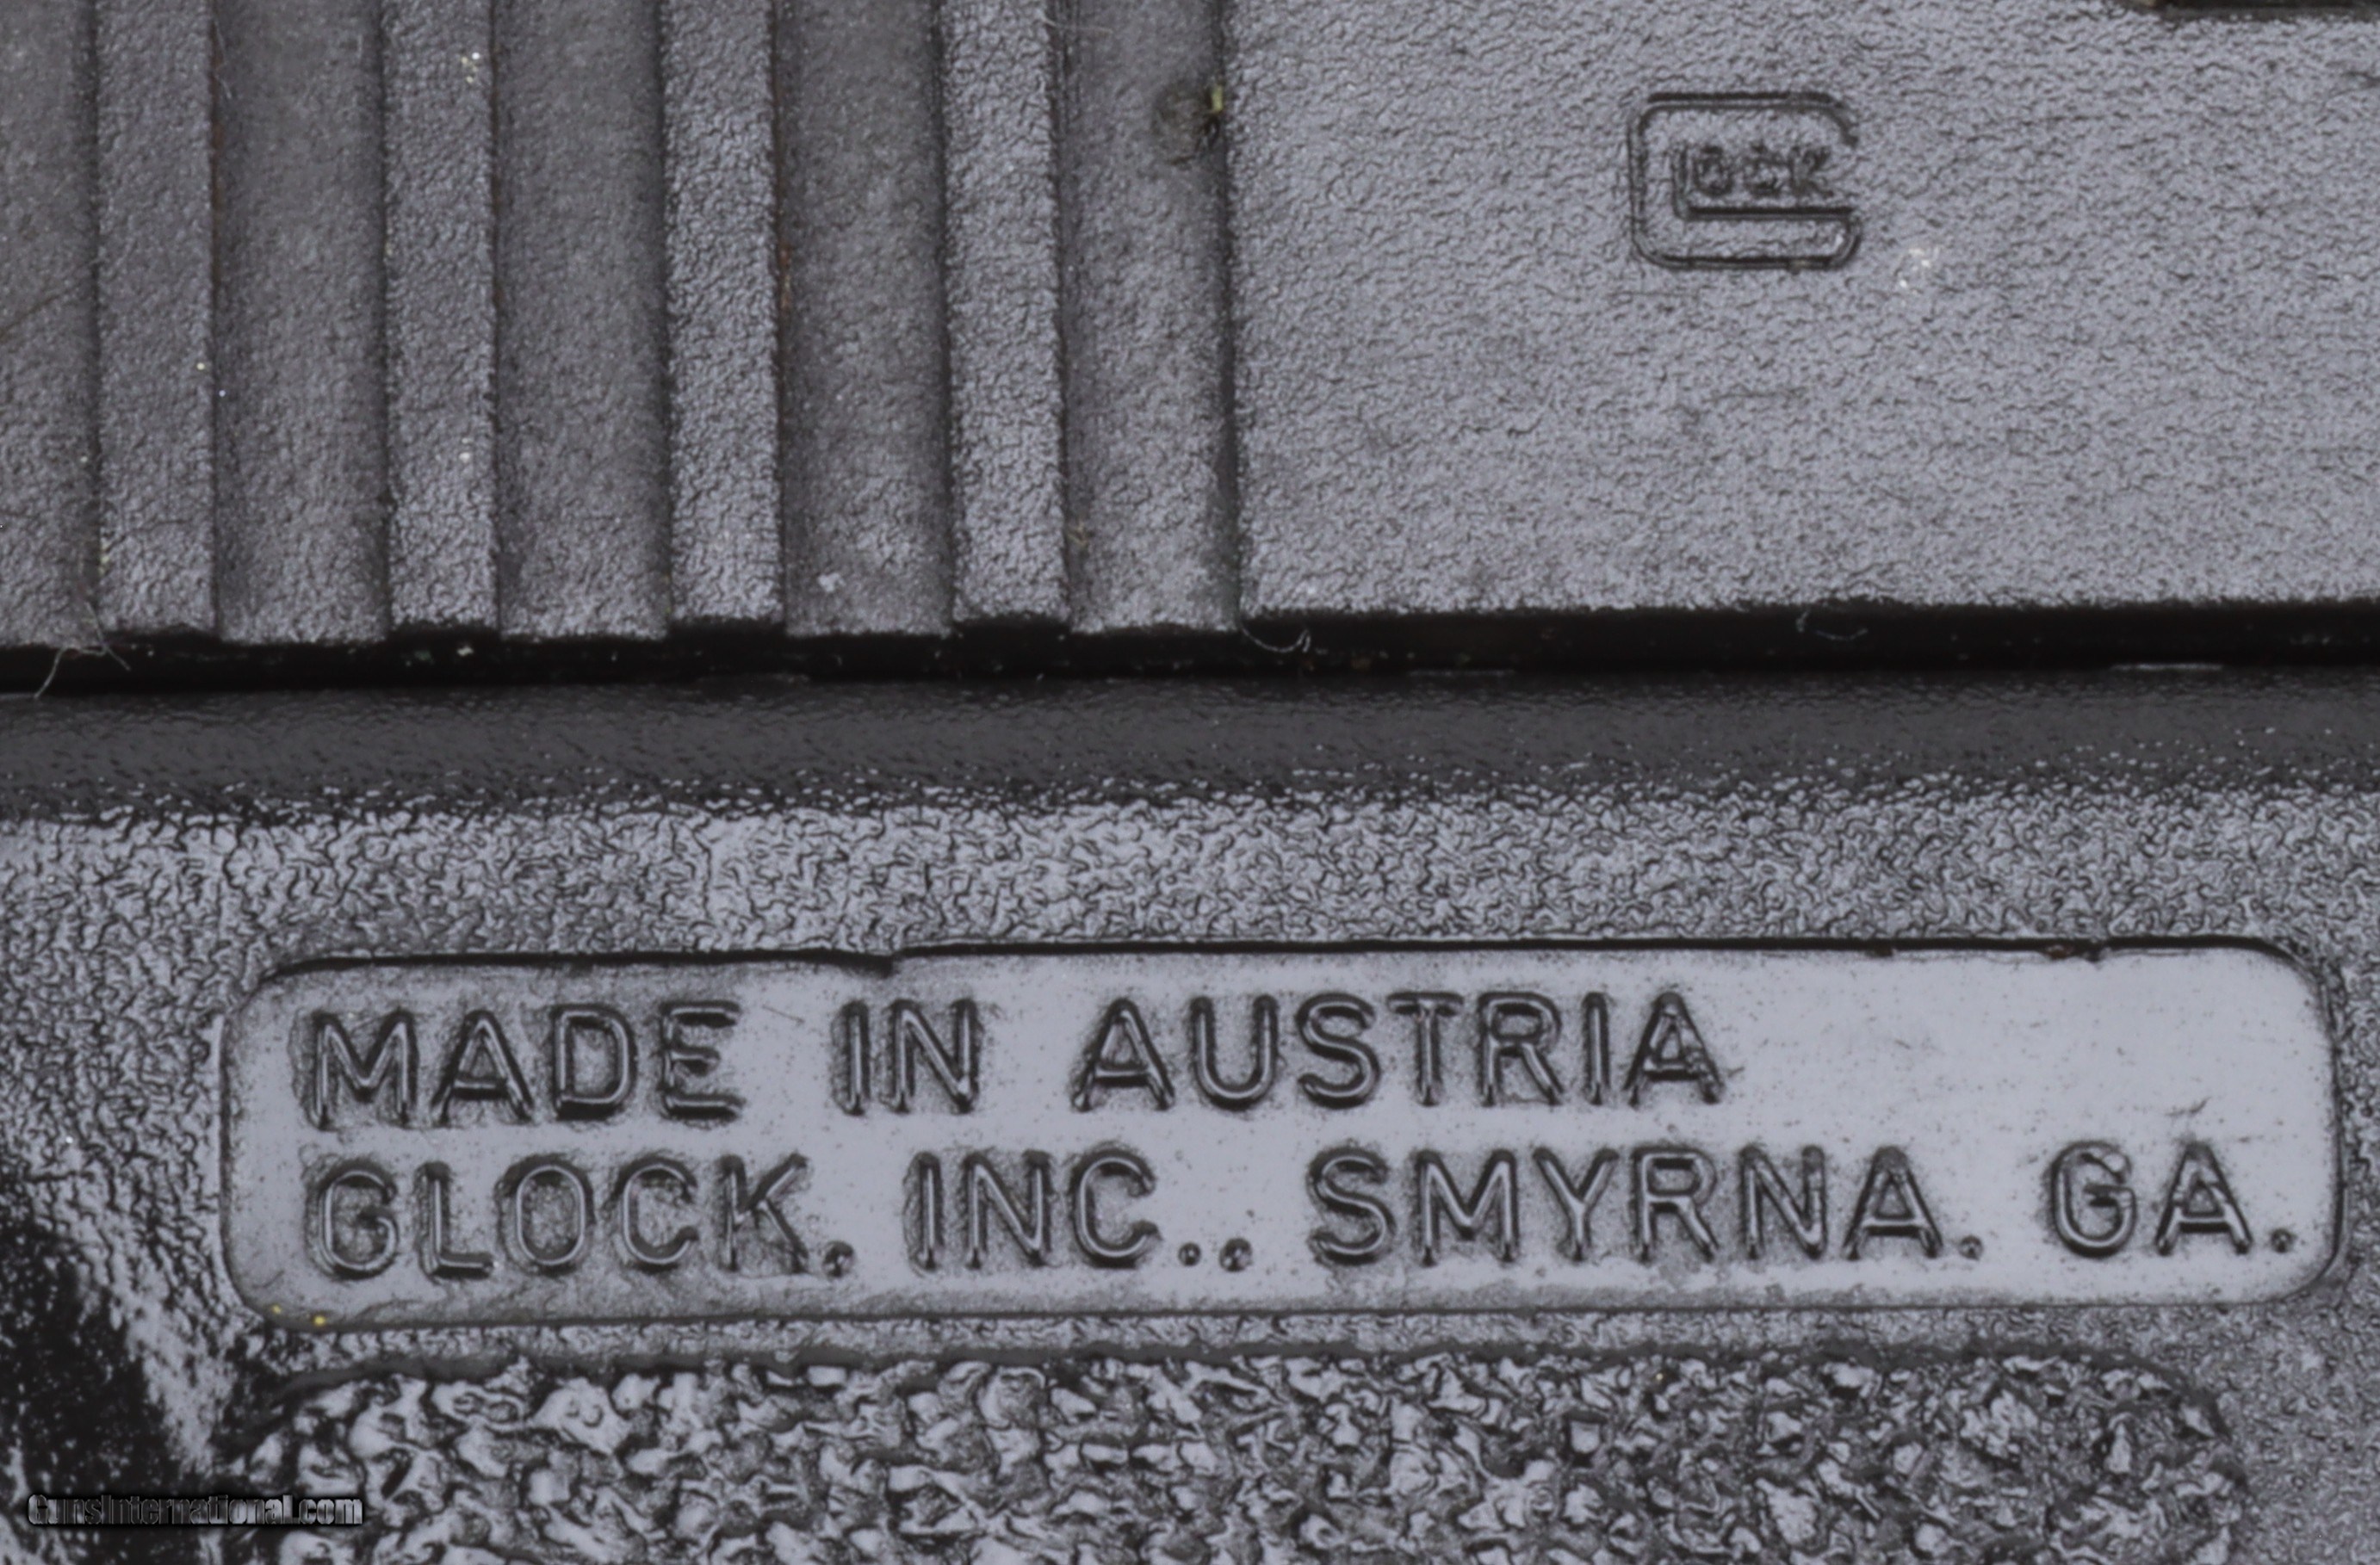 GLOCK
MADE IN AUSTRIA
GLOCK, INC., SMYRNA. GA.
GunsInternational.com